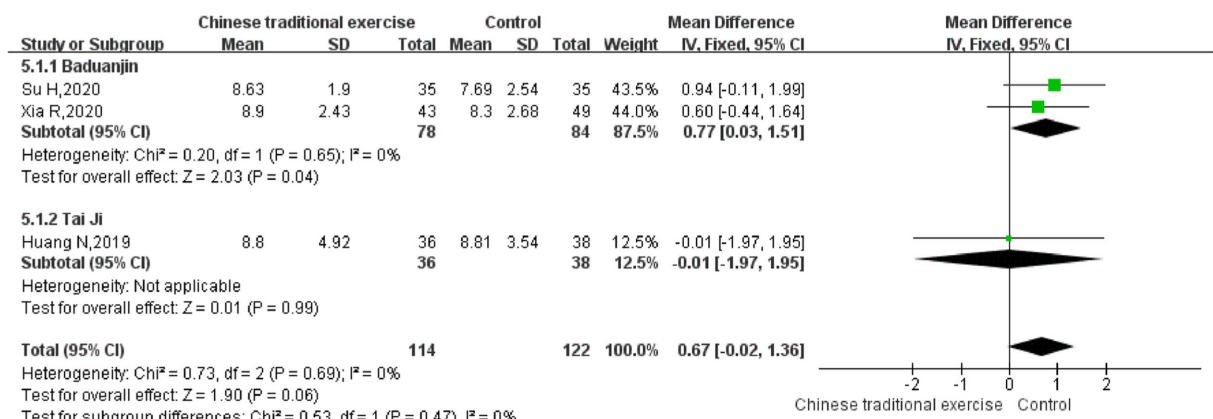 Chinese traditional exercise Control Mean Difference Mean Difference
Study or Subgroup Mean SD Total Mean SD Total Weight IV, Fixed, 95% CI IV, Fixed, 95% CI
5.1.1 Baduanjin
Su H,2020 8.63 1.9 35 7.69 2.54 35 43.5% 0.94 [-0.11, 1.99]
Xia R,2020 8.9 2.43 43 8.3 2.68 49 44.0% 0.60 [-0.44, 1.64]
Subtotal (95% CI) 78 84 87.5% 0.77 [0.03, 1.51]
Heterogeneity: Chi² = 0.20, df = 1 (P = 0.65); I² = 0%
Test for overall effect: Z = 2.03 (P = 0.04)
5.1.2 Tai Ji
Huang N,2019 8.8 4.92 36 8.81 3.54 38 12.5% -0.01 [-1.97, 1.95]
Subtotal (95% CI) 36 38 12.5% -0.01 [-1.97, 1.95]
Heterogeneity: Not applicable
Test for overall effect: Z = 0.01 (P = 0.99)
Total (95% CI) 114 122 100.0% 0.67 [-0.02, 1.36]
Heterogeneity: Chi² = 0.73, df = 2 (P = 0.69); I² = 0%
Test for overall effect: Z = 1.90 (P = 0.06)
Test for subgroup differences: Chi² = 0.53, df = 1 (P = 0.47), I² = 0%
-2 -1 0 1 2
Chinese traditional exercise Control